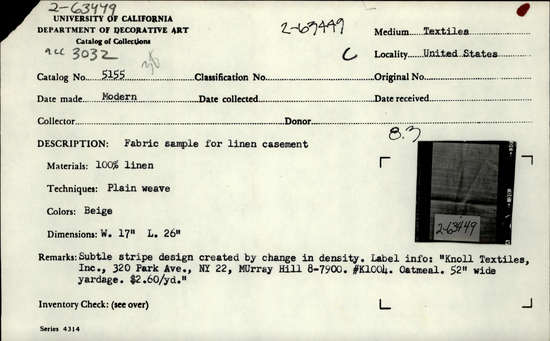 2-63449
UNIVERSITY OF CALIFORNIA
DEPARTMENT OF DECORATIVE ART
Catalog of Collections
acc 3032
2-63449
C
Medium Textiles
Locality United States
Catalog No. 5155 Classification No. Original No.
Date made Modern Date collected Date received
Collector Donor
8.3
DESCRIPTION: Fabric sample for linen casement
Materials: 100% linen
Techniques: Plain weave
Colors: Beige
Dimensions: W. 17" L. 26"
2-63449
Remarks: Subtle stripe design created by change in density. Label info: "Knoll Textiles,
Inc., 320 Park Ave., NY 22, MUrray Hill 8-7900. #K1004. Oatmeal. 52" wide
yardage. $2.60/yd."
Inventory Check: (see over)
Series 4314